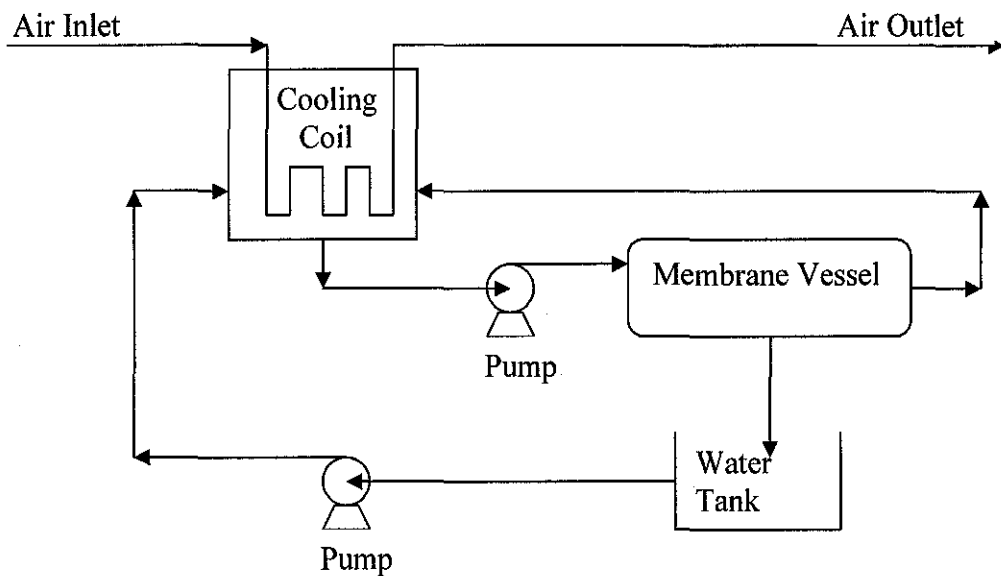 Air Inlet
Air Outlet
Cooling
Coil
Membrane Vessel
Pump
Water
Tank
Pump